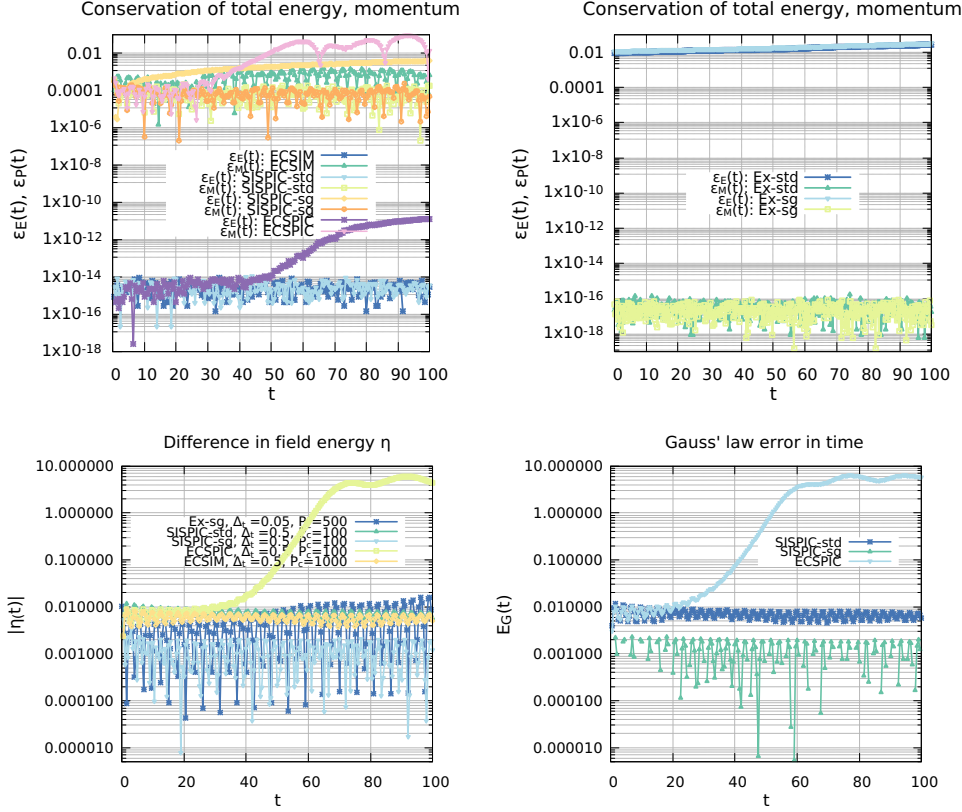 Conservation of total energy, momentum
0.01
0.0001
1x10-6
1x10-8
1x10-10
1x10-12
1x10-14
1x10-16
1x10-18
εE(t), εP(t)
εE(t): ECSIM
εM(t): ECSIM
εE(t): SISPIC-std
εM(t): SISPIC-std
εE(t): SISPIC-sg
εM(t): SISPIC-sg
εE(t): ECSPIC
εM(t): ECSPIC
0 10 20 30 40 50 60 70 80 90 100
t
Conservation of total energy, momentum
0.01
0.0001
1x10-6
1x10-8
1x10-10
1x10-12
1x10-14
1x10-16
1x10-18
εE(t), εP(t)
εE(t): Ex-std
εM(t): Ex-std
εE(t): Ex-sg
εM(t): Ex-sg
0 10 20 30 40 50 60 70 80 90 100
t
Difference in field energy η
10.000000
1.000000
0.100000
0.010000
0.001000
0.000100
0.000010
|η(t)|
Ex-sg, Δt =0.05, Pc=500
SISPIC-std, Δt =0.5, Pc=100
SISPIC-sg, Δt =0.5, Pc=100
ECSPIC, Δt =0.1, Pc=100
ECSIM, Δt =0.5, Pc=1000
0 20 40 60 80 100
t
Gauss' law error in time
10.000000
1.000000
0.100000
0.010000
0.001000
0.000100
0.000010
EG(t)
SISPIC-std
SISPIC-sg
ECSPIC
0 20 40 60 80 100
t